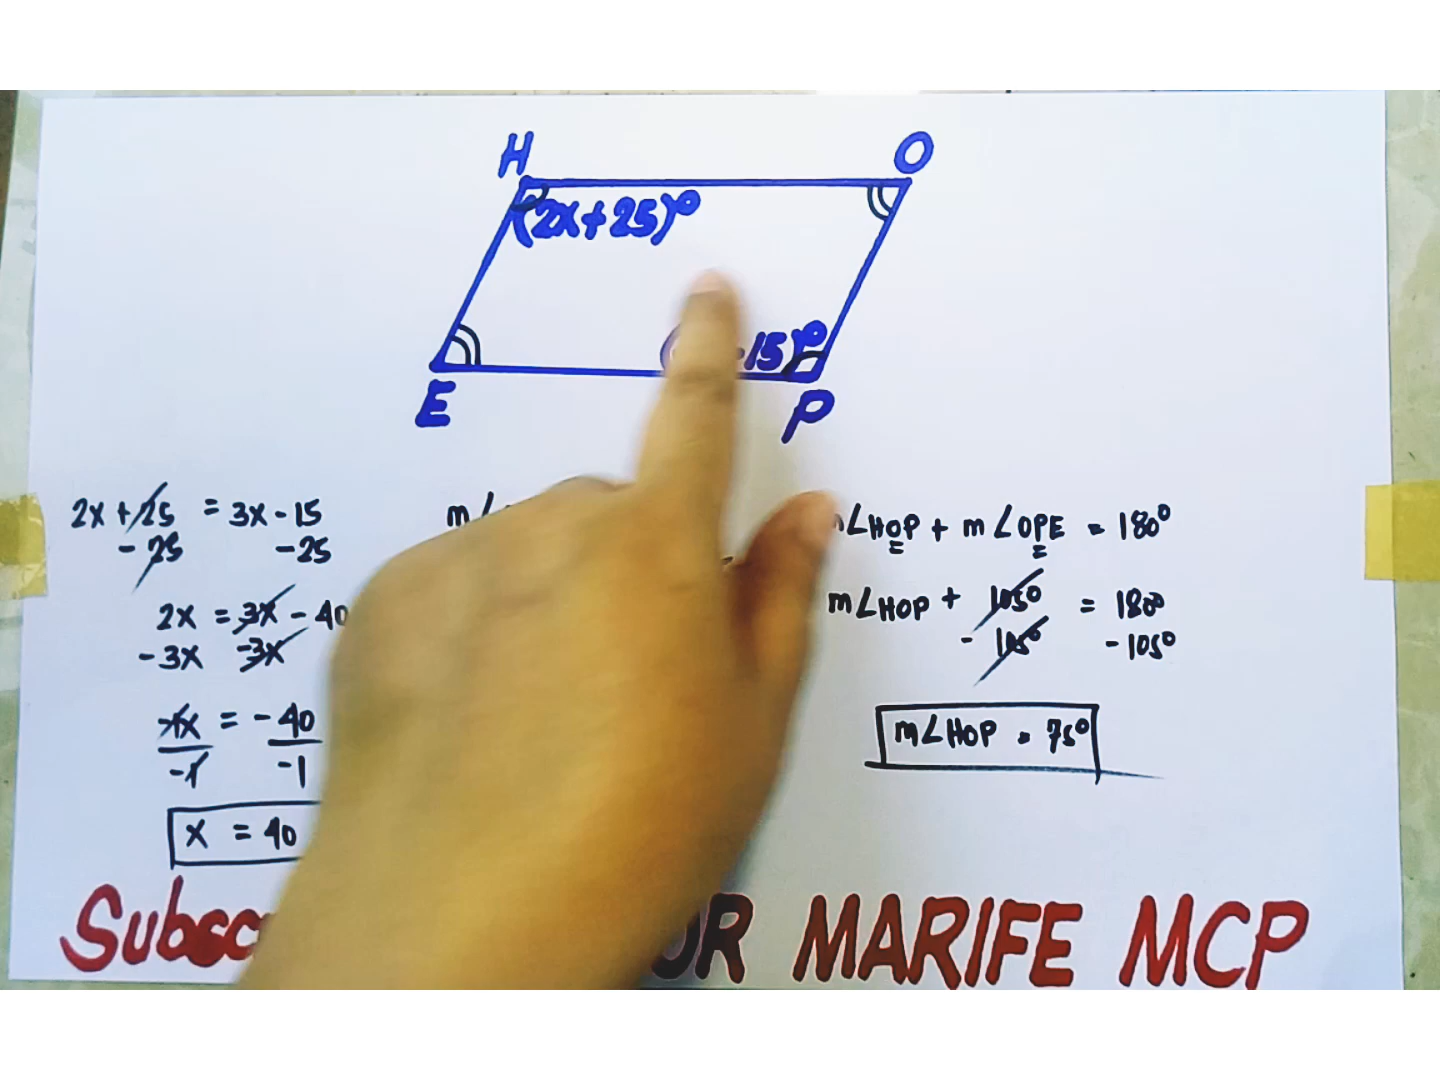 H O
(2x+25)°
-15)°
E P
2x+25 = 3x-15
-25 -25
2x = 3x - 40
-3x -3x
-1x = -40
-1 -1
x = 40
m∠
m∠HOP + m∠OPE = 180°
m∠HOP + 105° = 180°
- 105° -105°
m∠HOP = 75°
MARIFE MCP